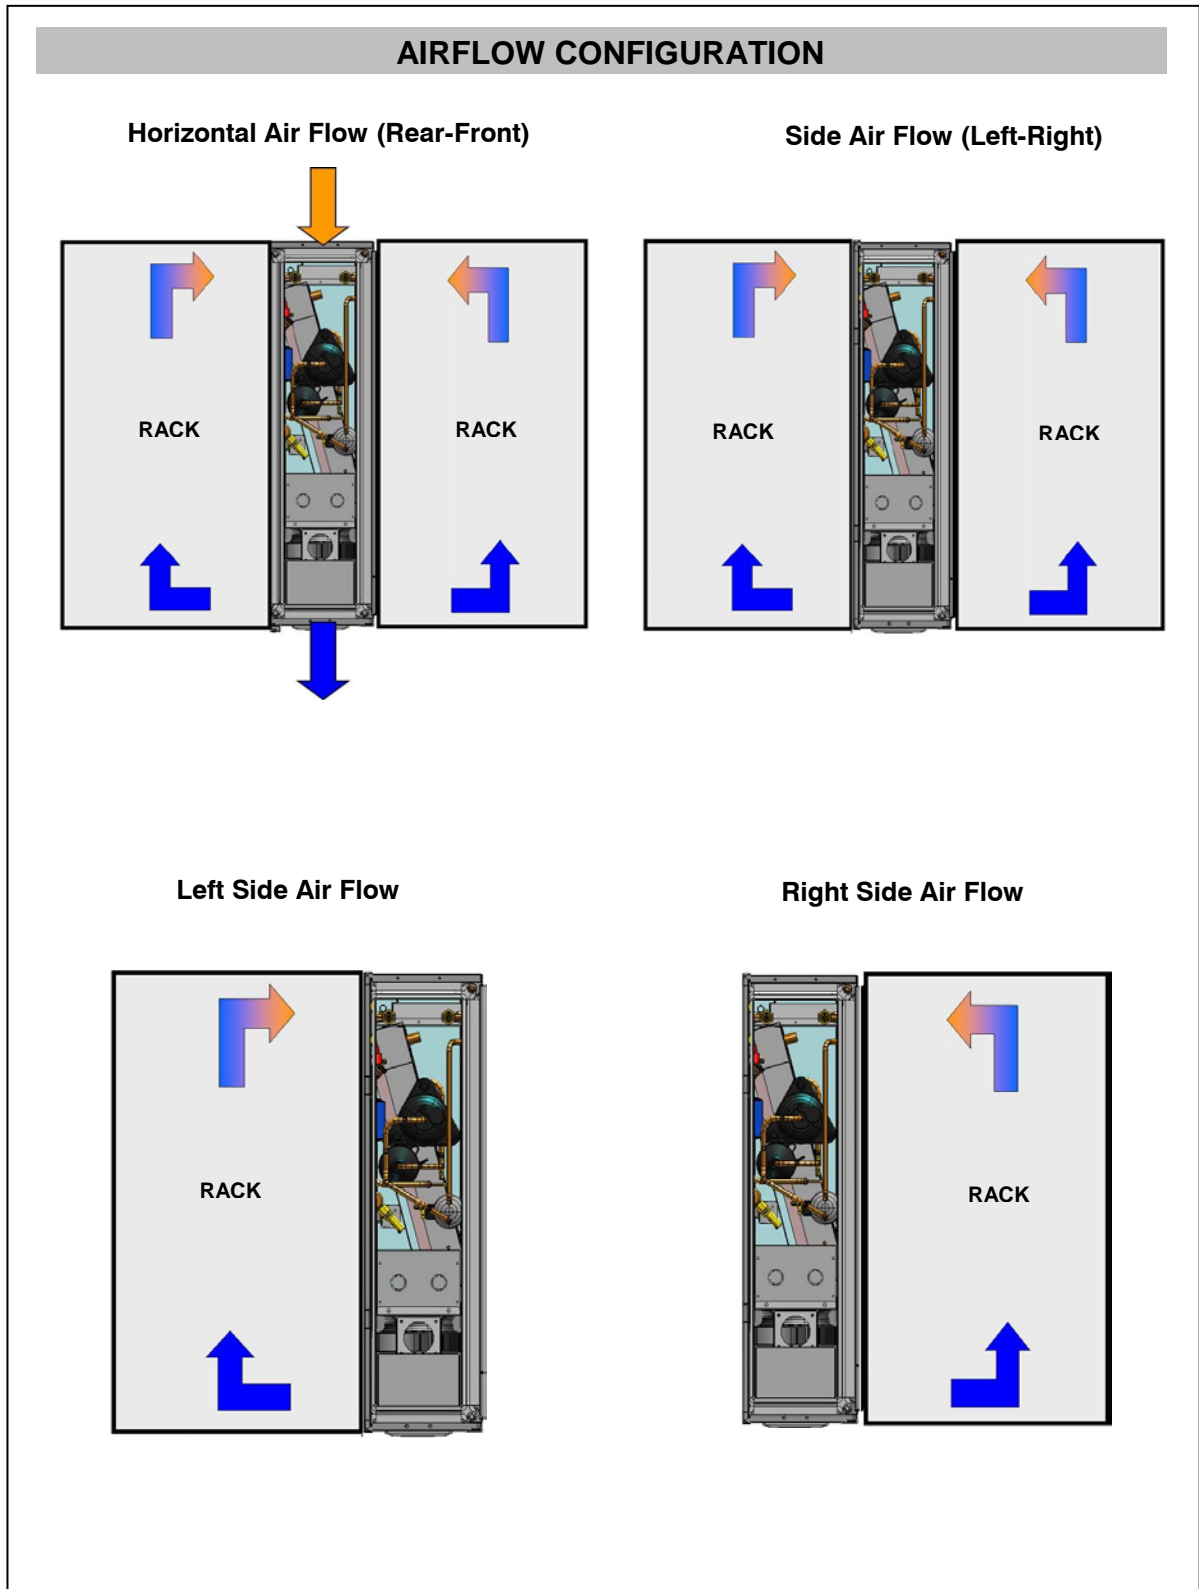 AIRFLOW CONFIGURATION
Horizontal Air Flow (Rear-Front)
Side Air Flow (Left-Right)
RACK
RACK
RACK
RACK
Left Side Air Flow
Right Side Air Flow
RACK
RACK